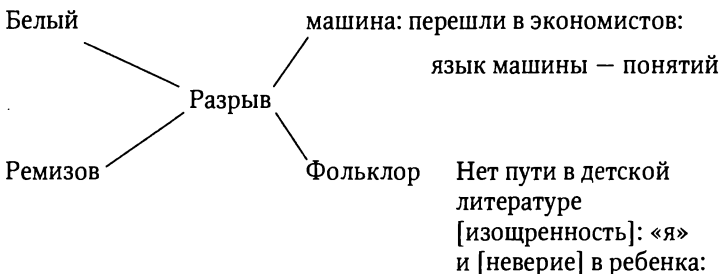 Белый машина: перешли в экономистов:
язык машины — понятий
Разрыв
Ремизов Фольклор Нет пути в детской
литературе
[изощренность]: «я»
и [неверие] в ребенка: